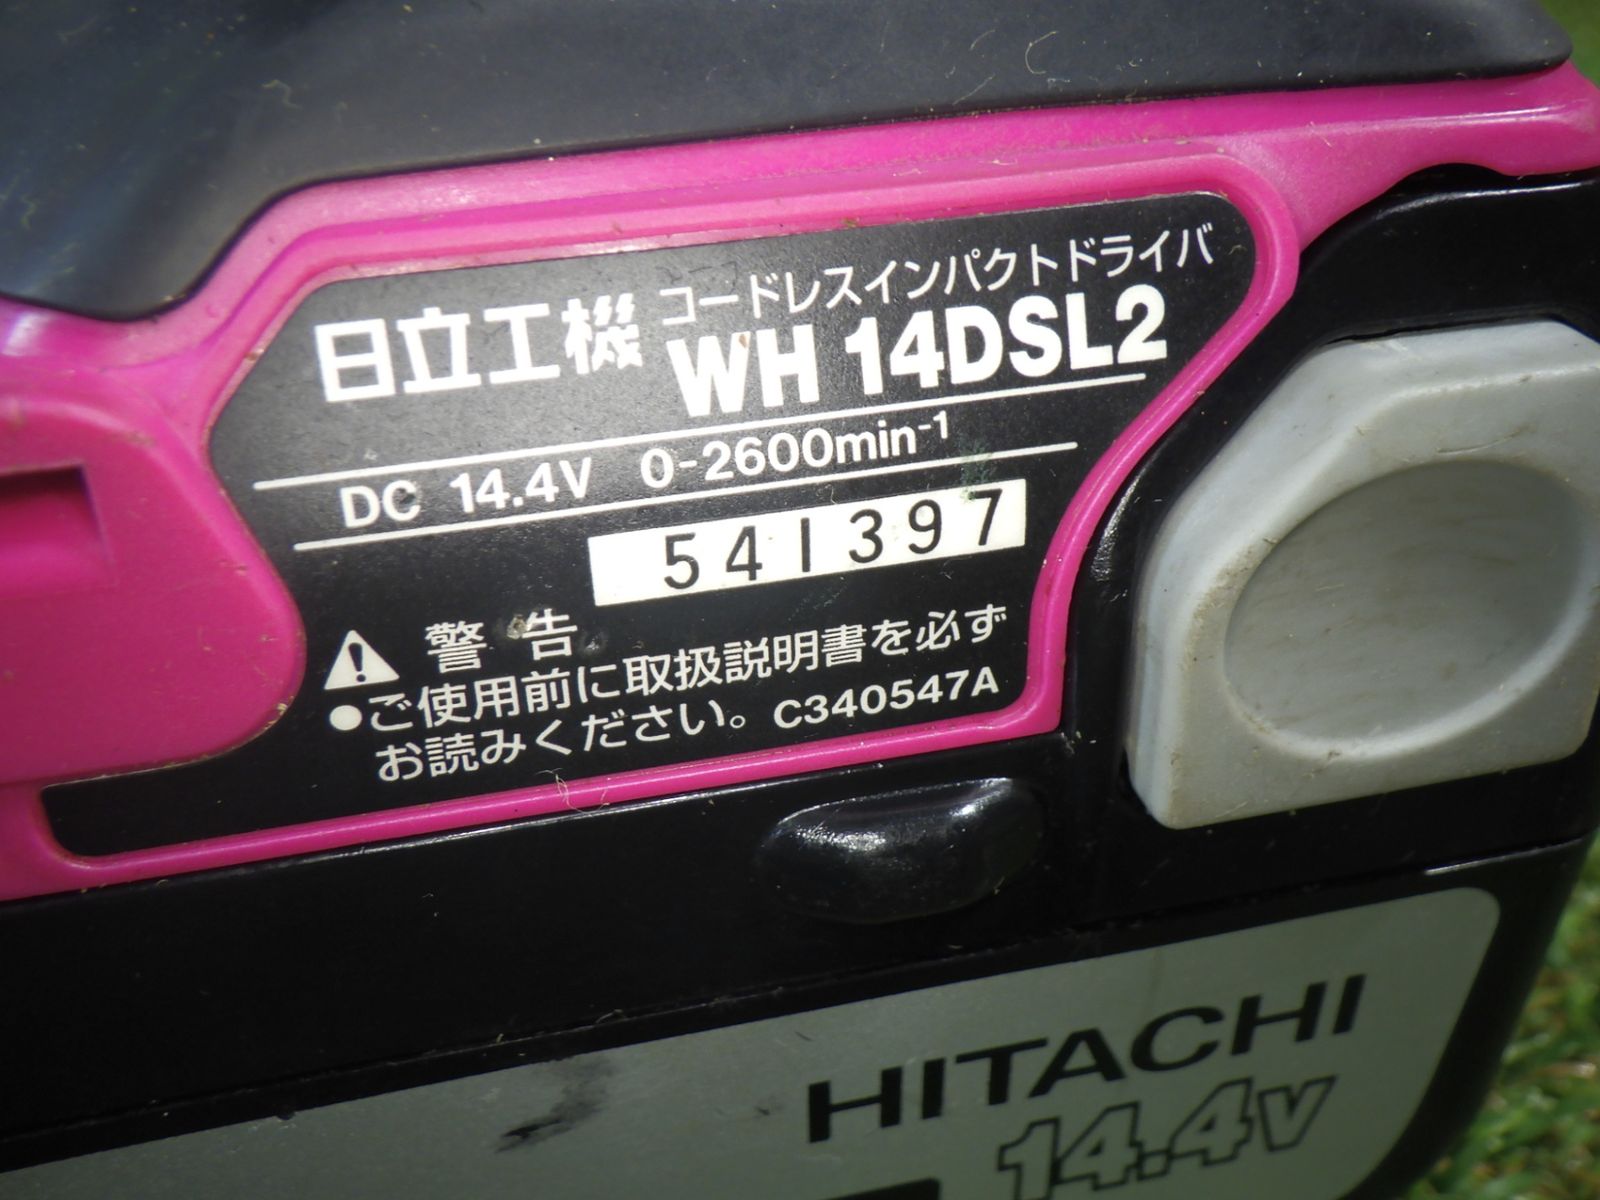 日立工機 コードレスインパクトドライバ
WH 14DSL2
DC 14.4V 0-2600min-1
541397
警告
●ご使用前に取扱説明書を必ず
お読みください。 C340547A
HITACHI
14.4V